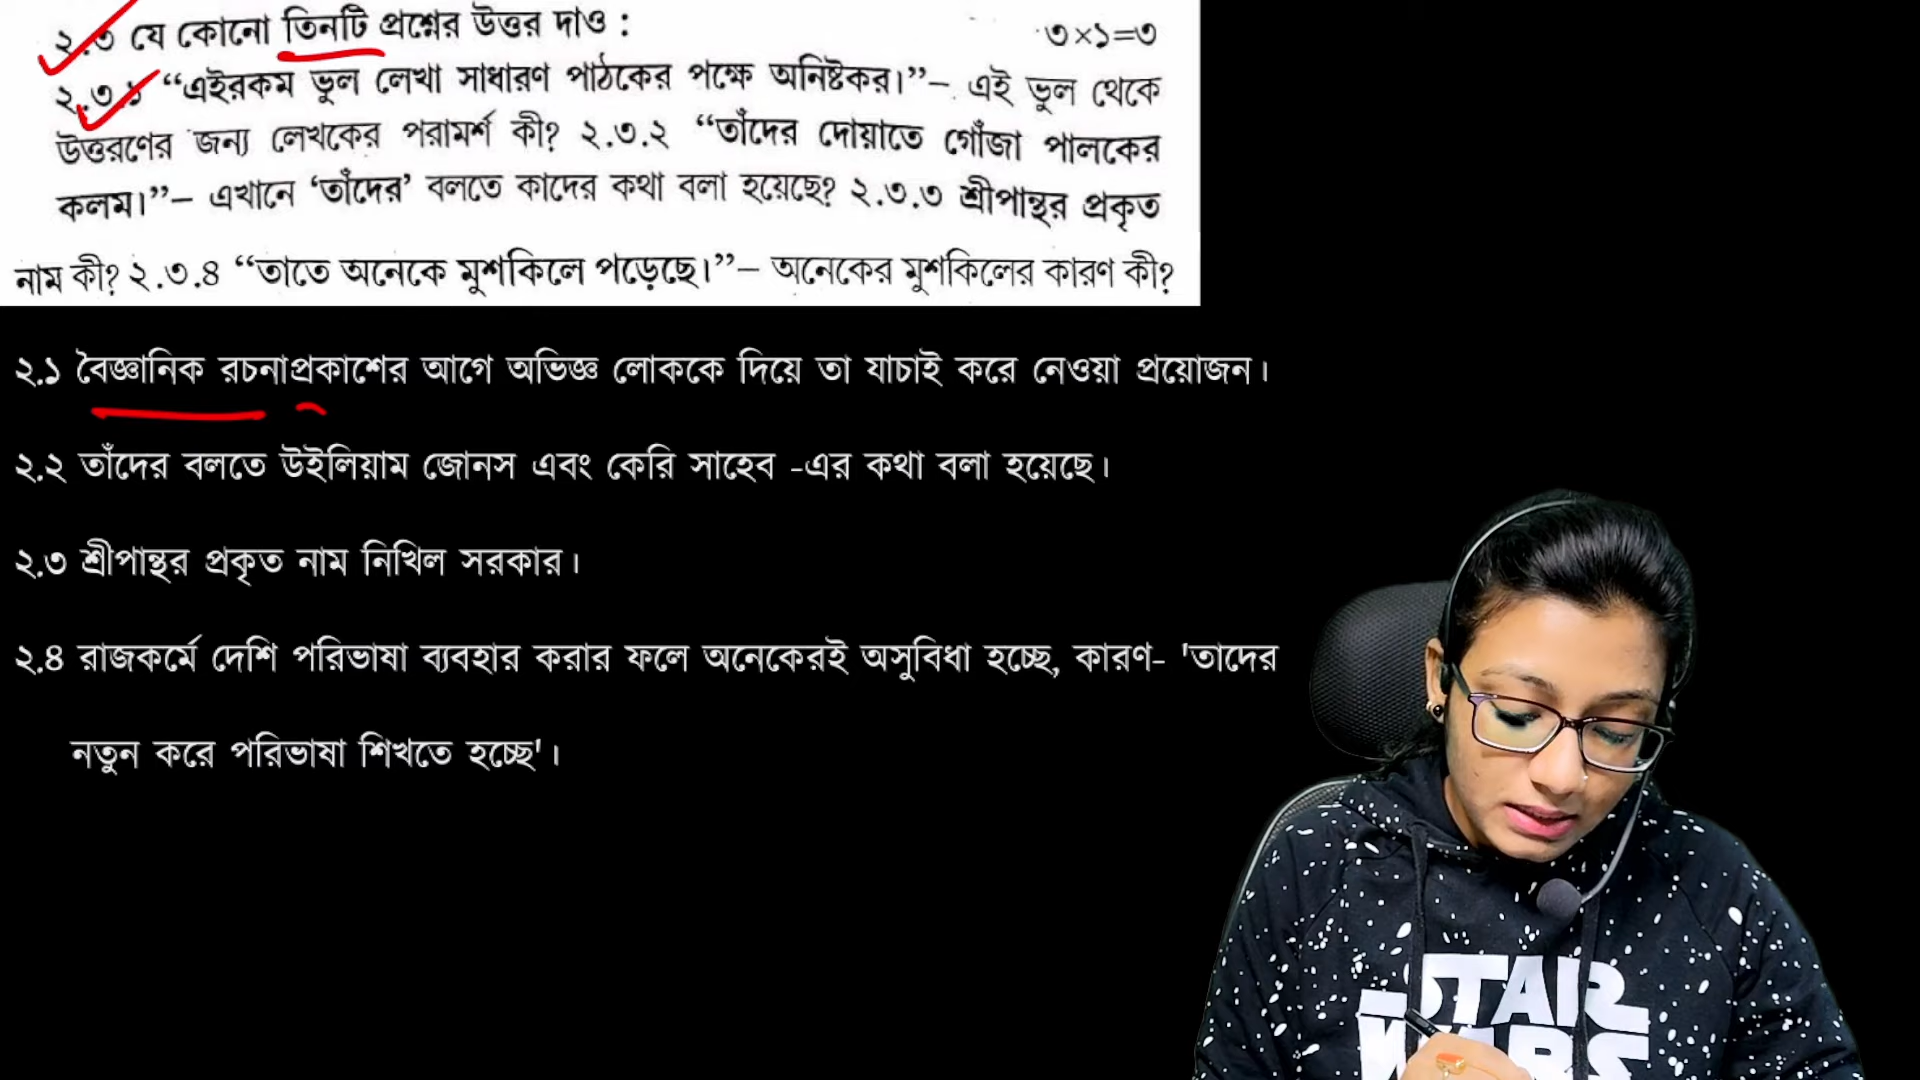 ২.৩ যে কোনো তিনটি প্রশ্নের উত্তর দাও : ৩×১=৩
২.৩.১ “এইরকম ভুল লেখা সাধারণ পাঠকের পক্ষে অনিষ্টকর।”– এই ভুল থেকে
উত্তরণের জন্য লেখকের পরামর্শ কী? ২.৩.২ “তাঁদের দোয়াতে গোঁজা পালকের
কলম।”– এখানে ‘তাঁদের’ বলতে কাদের কথা বলা হয়েছে? ২.৩.৩ শ্রীপান্থর প্রকৃত
নাম কী? ২.৩.৪ “তাতে অনেকে মুশকিলে পড়েছে।”– অনেকের মুশকিলের কারণ কী?
২.১ বৈজ্ঞানিক রচনাপ্রকাশের আগে অভিজ্ঞ লোককে দিয়ে তা যাচাই করে নেওয়া প্রয়োজন।
২.২ তাঁদের বলতে উইলিয়াম জোনস এবং কেরি সাহেব -এর কথা বলা হয়েছে।
২.৩ শ্রীপান্থর প্রকৃত নাম নিখিল সরকার।
২.৪ রাজকর্মে দেশি পরিভাষা ব্যবহার করার ফলে অনেকেরই অসুবিধা হচ্ছে, কারণ- 'তাদের
নতুন করে পরিভাষা শিখতে হচ্ছে'।
STAR
WARS